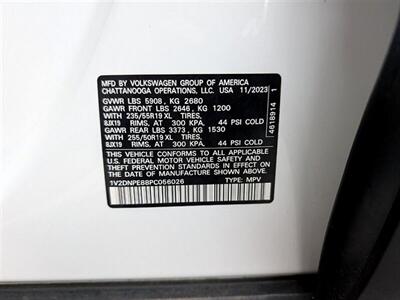 MFD BY VOLKSWAGEN GROUP OF AMERICA
CHATTANOOGA OPERATIONS, LLC. USA 11/2023
GVWR LBS 5908, KG 2680
GAWR FRONT LBS 2646, KG 1200
WITH 235/55R19 XL TIRES,
8JX19 RIMS, AT 300 KPA, 44 PSI COLD
GAWR REAR LBS 3373, KG 1530
WITH 255/50R19 XL TIRES,
8JX19 RIMS, AT 300 KPA, 44 PSI COLD
THIS VEHICLE CONFORMS TO ALL APPLICABLE
U.S. FEDERAL MOTOR VEHICLE SAFETY AND
THEFT PREVENTION STANDARDS IN EFFECT ON
THE DATE OF MANUFACTURE SHOWN ABOVE.
1V2DNPE8BPC056026 TYPE: MPV
4618914 1